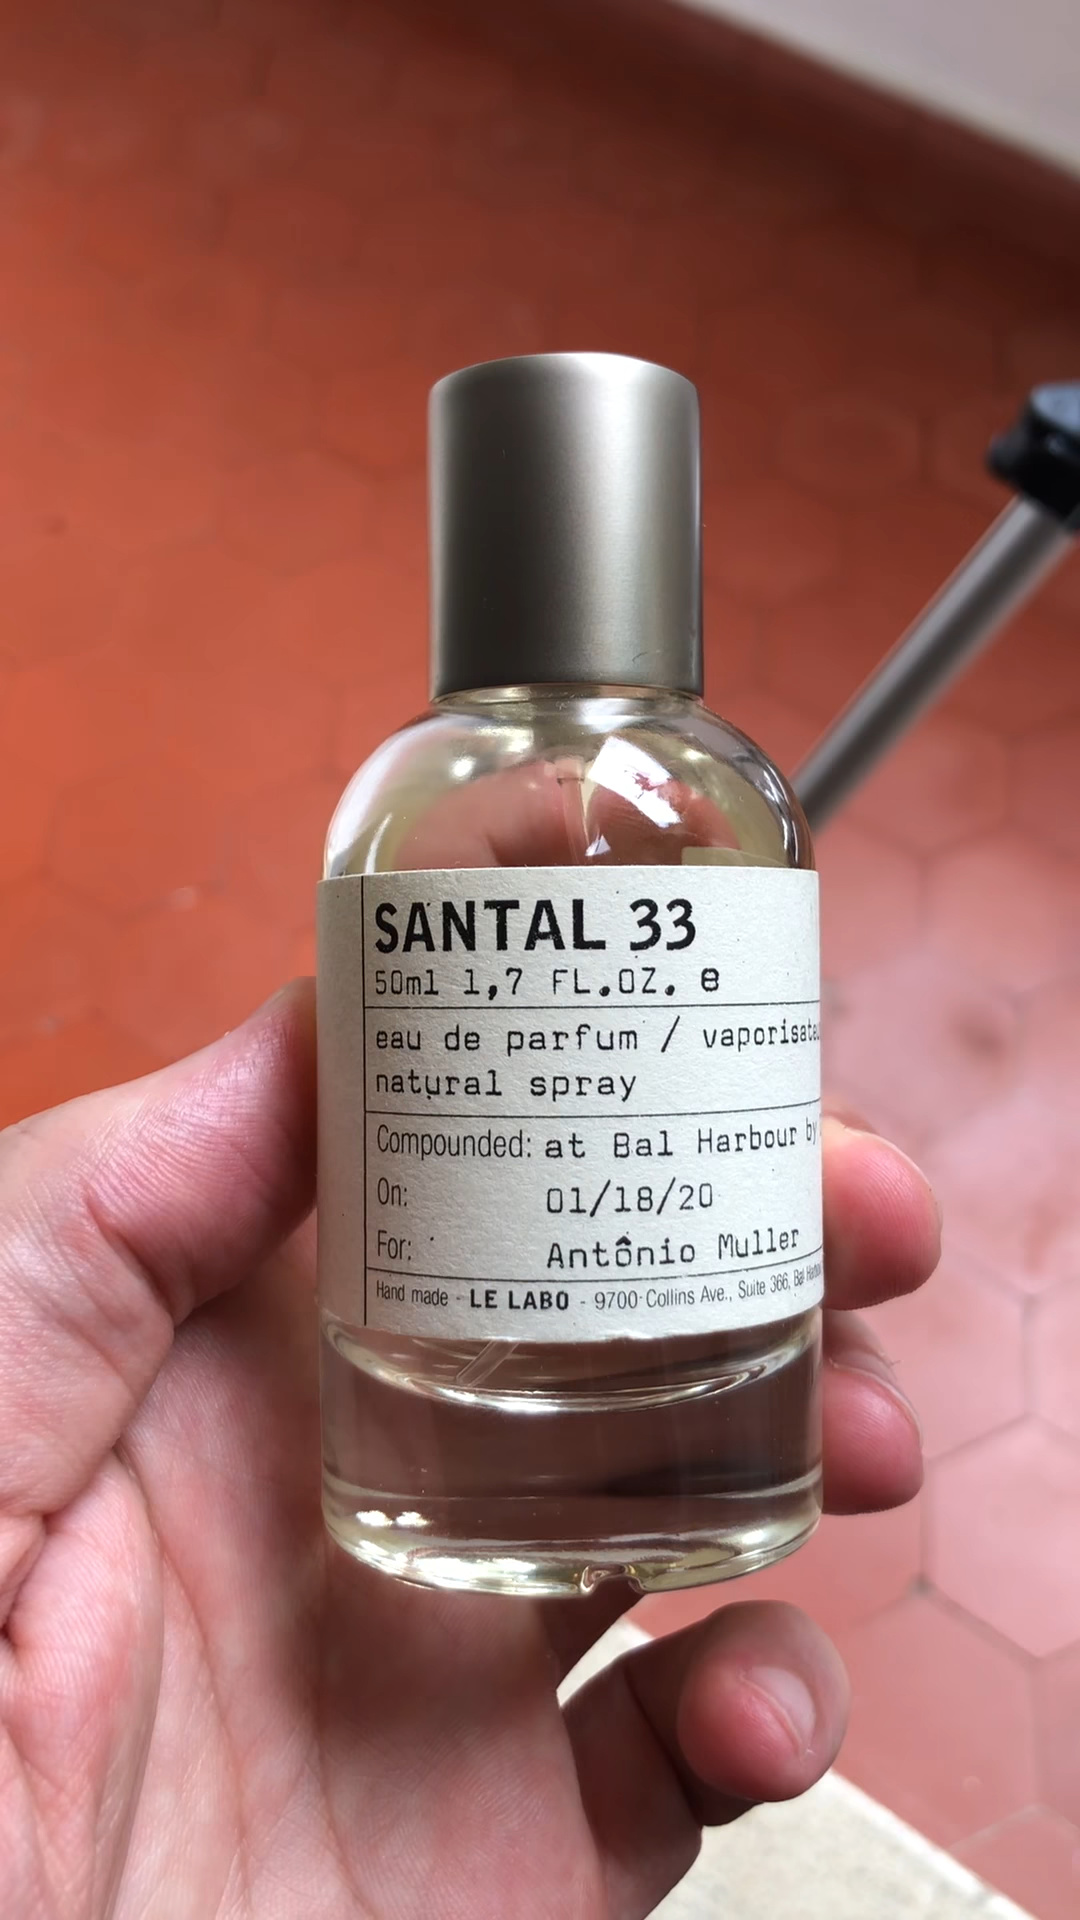 SANTAL 33
50ml 1,7 FL.OZ. e
eau de parfum /
natural spray
Compounded: at Bal Harbour by
On: 01/18/20
For: Antônio Muller
Hand made - LE LABO - 9700 Collins Ave., Suite 366, Bal